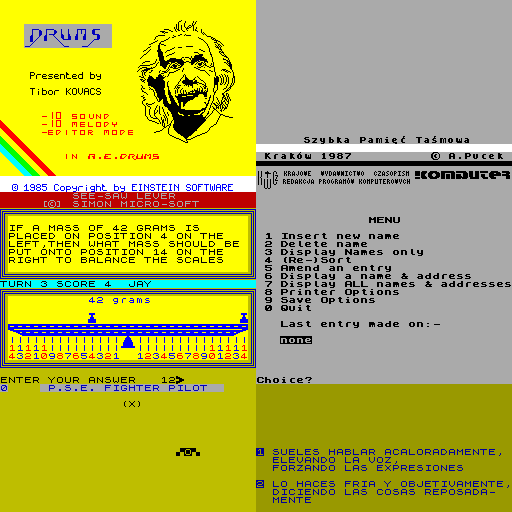 DRUMS
Presented by
Tibor KOVACS
-10 SOUND
-10 MELODY
-EDITOR MODE
IN A.E.DRUMS
© 1985 Copyright by EINSTEIN SOFTWARE
Szybka Pamięć Taśmowa
Kraków 1987 © A.Pucek
SEE-SAW LEVER
[©] SIMON MICRO-SOFT
IF A MASS OF 42 GRAMS IS
PLACED ON POSITION 4 ON THE
LEFT,THEN WHAT MASS SHOULD BE
PUT ONTO POSITION 14 ON THE
RIGHT TO BALANCE THE SCALES
TURN 3 SCORE 4 JAY
42 grams
11111 11111
43210987654321 12345678901234
ENTER YOUR ANSWER 12>
KRAJOWE WYDAWNICTWO CZASOPISM
REDAKCJA PROGRAMÓW KOMPUTEROWYCH
KOMPUTER
MENU
1 Insert new name
2 Delete name
3 Display Names only
4 (Re-)Sort
5 Amend an entry
6 Display a name & address
7 Display ALL names & addresses
8 Printer Options
9 Save Options
0 Quit
Last entry made on:-
none
Choice?
0 P.S.E. FIGHTER PILOT
(X)
1 SUELES HABLAR ACALORADAMENTE,
ELEVANDO LA VOZ,
FORZANDO LAS EXPRESIONES
2 LO HACES FRIA Y OBJETIVAMENTE,
DICIENDO LAS COSAS REPOSADA-
MENTE